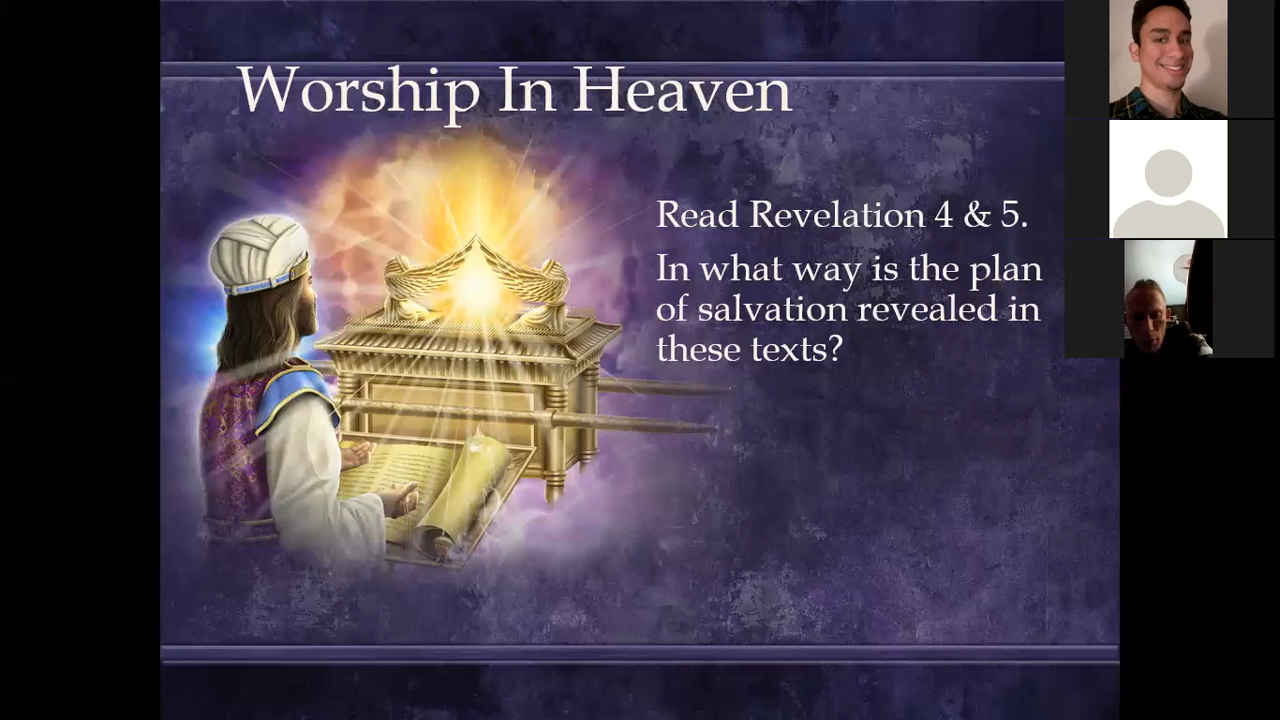 Worship In Heaven
Read Revelation 4 & 5.
In what way is the plan
of salvation revealed in
these texts?